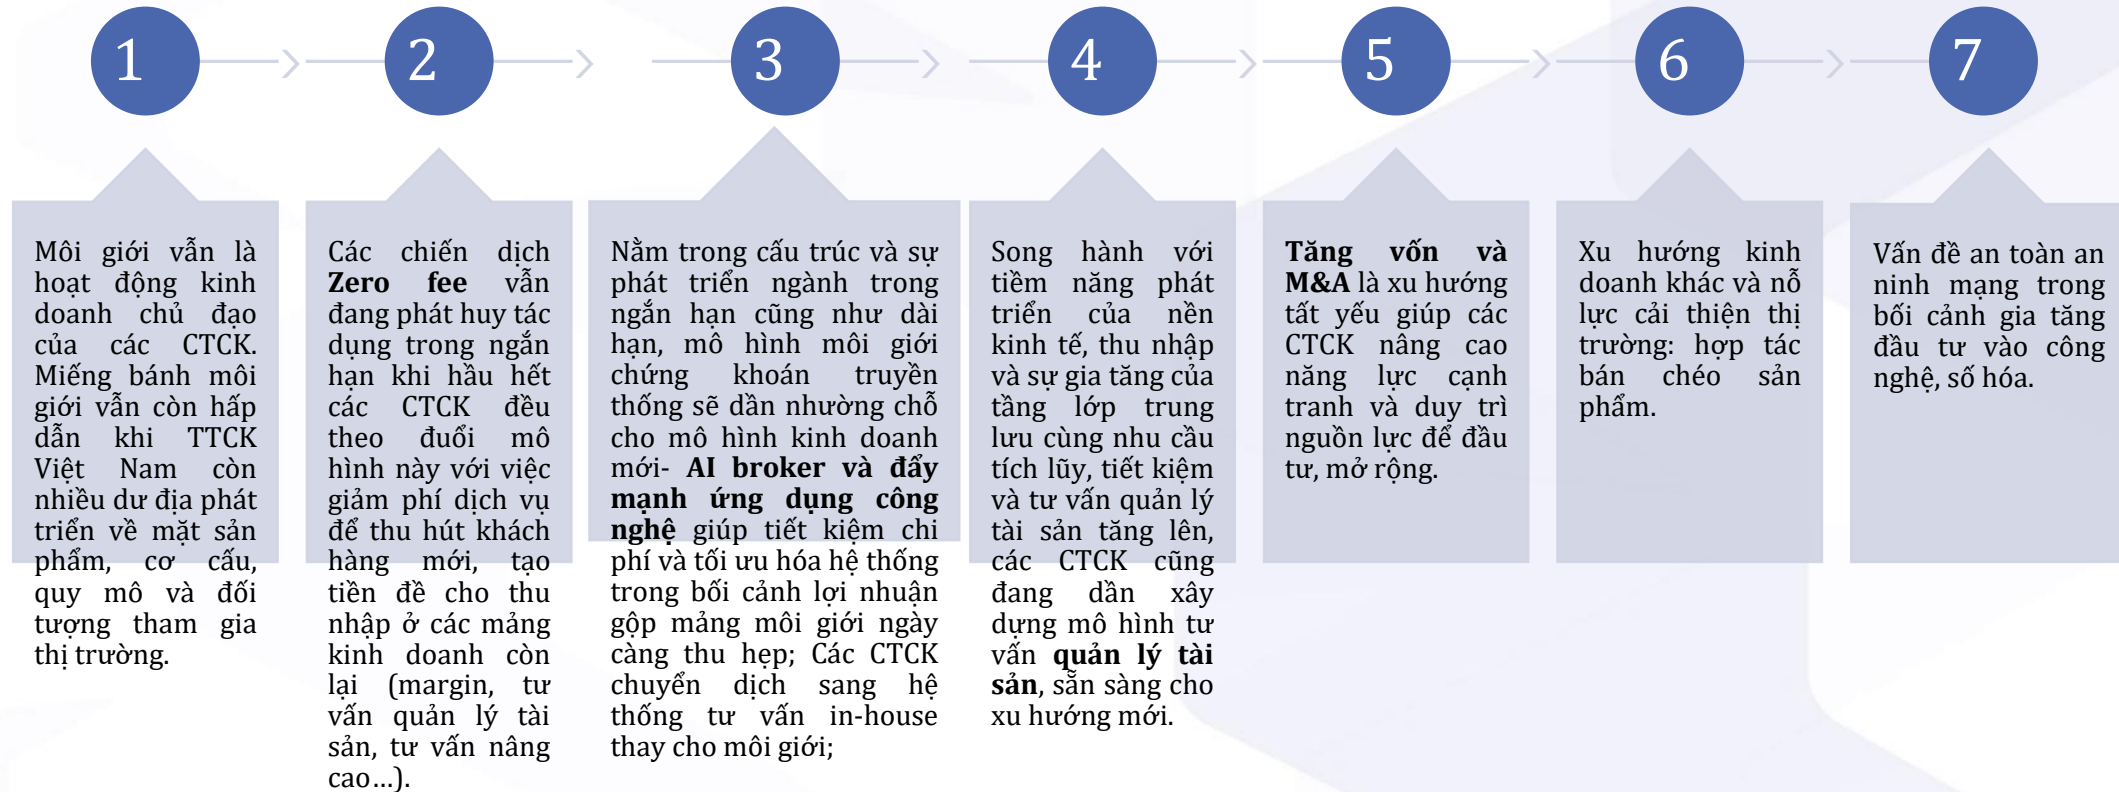 1
2
3
4
5
6
7
Môi giới vẫn là
hoạt động kinh
doanh chủ đạo
của các CTCK.
Miếng bánh môi
giới vẫn còn hấp
dẫn khi TTCK
Việt Nam còn
nhiều dư địa phát
triển về mặt sản
phẩm, cơ cấu,
quy mô và đối
tượng tham gia
thị trường.
Các chiến dịch
Zero fee vẫn
đang phát huy tác
dụng trong ngắn
hạn khi hầu hết
các CTCK đều
theo đuổi mô
hình này với việc
giảm phí dịch vụ
để thu hút khách
hàng mới, tạo
tiền đề cho thu
nhập ở các mảng
kinh doanh còn
lại (margin, tư
vấn quản lý tài
sản, tư vấn nâng
cao...).
Nằm trong cấu trúc và sự
phát triển ngành trong
ngắn hạn cũng như dài
hạn, mô hình môi giới
chứng khoán truyền
thống sẽ dần nhường chỗ
cho mô hình kinh doanh
mới- AI broker và đẩy
mạnh ứng dụng công
nghệ giúp tiết kiệm chi
phí và tối ưu hóa hệ thống
trong bối cảnh lợi nhuận
gộp mảng môi giới ngày
càng thu hẹp; Các CTCK
chuyển dịch sang hệ
thống tư vấn in-house
thay cho môi giới;
Song hành với
tiềm năng phát
triển của nền
kinh tế, thu nhập
và sự gia tăng của
tầng lớp trung
lưu cùng nhu cầu
tích lũy, tiết kiệm
và tư vấn quản lý
tài sản tăng lên,
các CTCK cũng
đang dần xây
dựng mô hình tư
vấn quản lý tài
sản, sẵn sàng cho
xu hướng mới.
Tăng vốn và
M&A là xu hướng
tất yếu giúp các
CTCK nâng cao
năng lực cạnh
tranh và duy trì
nguồn lực để đầu
tư, mở rộng.
Xu hướng kinh
doanh khác và nỗ
lực cải thiện thị
trường: hợp tác
bán chéo sản
phẩm.
Vấn đề an toàn an
ninh mạng trong
bối cảnh gia tăng
đầu tư vào công
nghệ, số hóa.